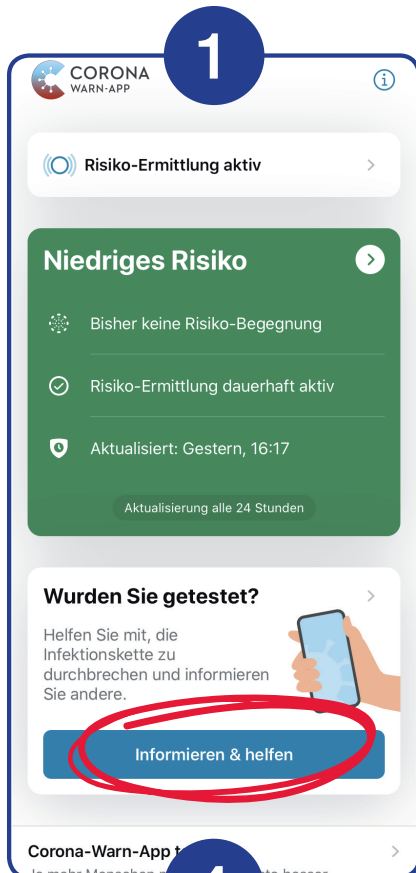 1
CORONA
WARN-APP
Risiko-Ermittlung aktiv
Niedriges Risiko
Bisher keine Risiko-Begegnung
Risiko-Ermittlung dauerhaft aktiv
Aktualisiert: Gestern, 16:17
Aktualisierung alle 24 Stunden
Wurden Sie getestet?
Helfen Sie mit, die
Infektionskette zu
durchbrechen und informieren
Sie andere.
Informieren & helfen
Corona-Warn-App